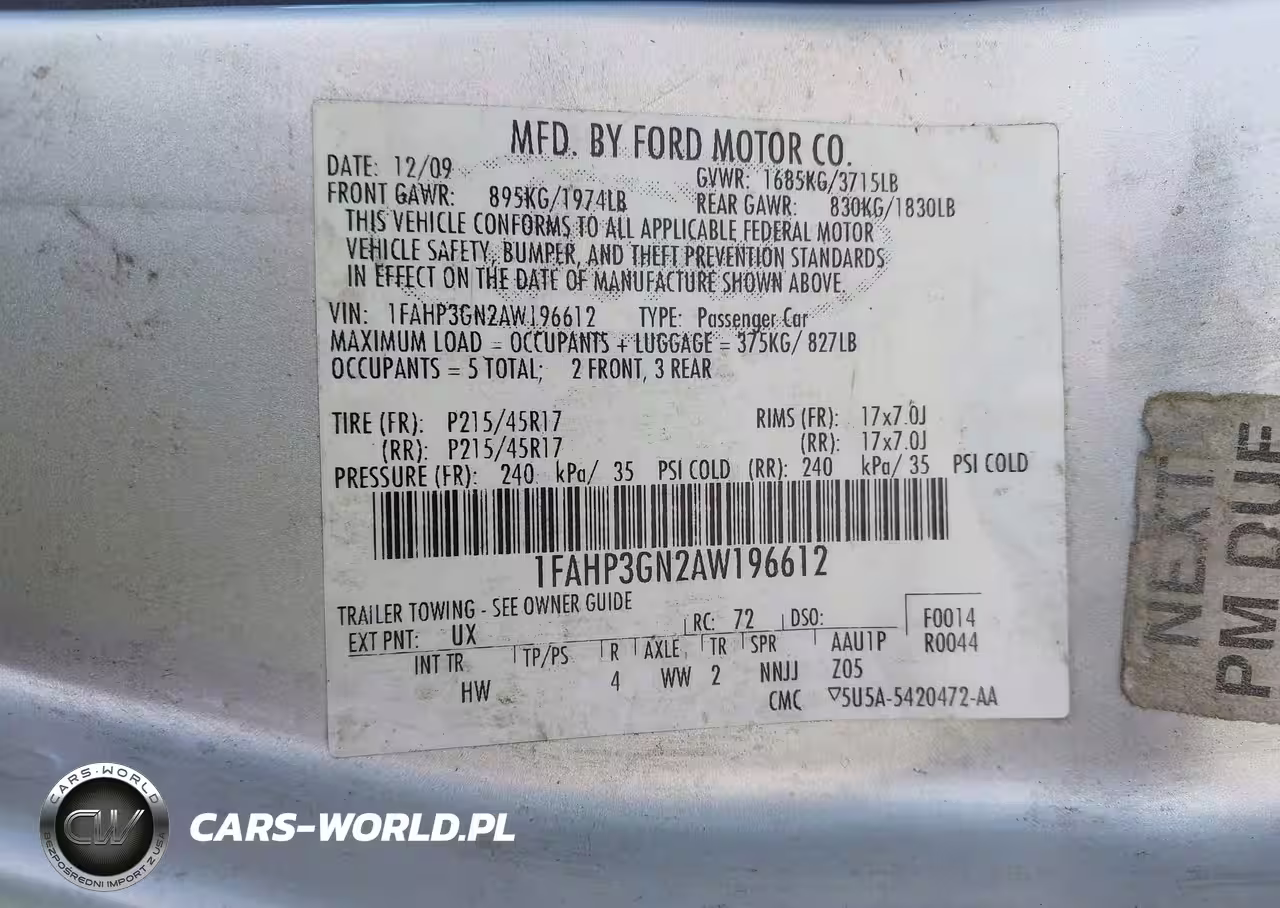 MFD. BY FORD MOTOR CO.
DATE: 12/09 GVWR: 1685KG/3715LB
FRONT GAWR: 895KG/1974LB REAR GAWR: 830KG/1830LB
THIS VEHICLE CONFORMS TO ALL APPLICABLE FEDERAL MOTOR
VEHICLE SAFETY, BUMPER, AND THEFT PREVENTION STANDARDS
IN EFFECT ON THE DATE OF MANUFACTURE SHOWN ABOVE.
VIN: 1FAHP3GN2AW196612 TYPE: Passenger Car
MAXIMUM LOAD = OCCUPANTS + LUGGAGE = 375KG/ 827LB
OCCUPANTS = 5 TOTAL; 2 FRONT, 3 REAR
TIRE (FR): P215/45R17 RIMS (FR): 17x7.0J
(RR): P215/45R17 (RR): 17x7.0J
PRESSURE (FR): 240 kPa/ 35 PSI COLD (RR): 240 kPa/ 35 PSI COLD
1FAHP3GN2AW196612
TRAILER TOWING - SEE OWNER GUIDE
EXT PNT: UX RC: 72 DSO: F0014
INT TR TP/PS R AXLE TR SPR AAU1P R0044
HW 4 WW 2 NNJJ Z05
CMC ▽5U5A-5420472-AA
NEXT
PM DUE
CARS-WORLD
CW
BEZPOŚREDNI IMPORT Z USA
CARS-WORLD.PL